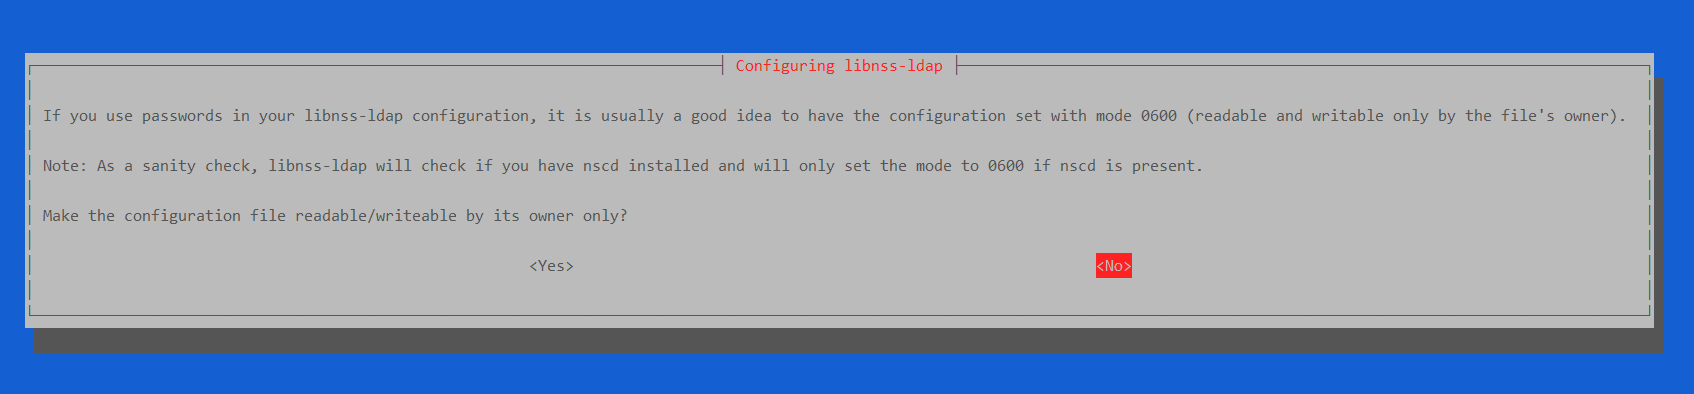 Configuring libnss-ldap
If you use passwords in your libnss-ldap configuration, it is usually a good idea to have the configuration set with mode 0600 (readable and writable only by the file's owner).
Note: As a sanity check, libnss-ldap will check if you have nscd installed and will only set the mode to 0600 if nscd is present.
Make the configuration file readable/writeable by its owner only?
<Yes> <No>